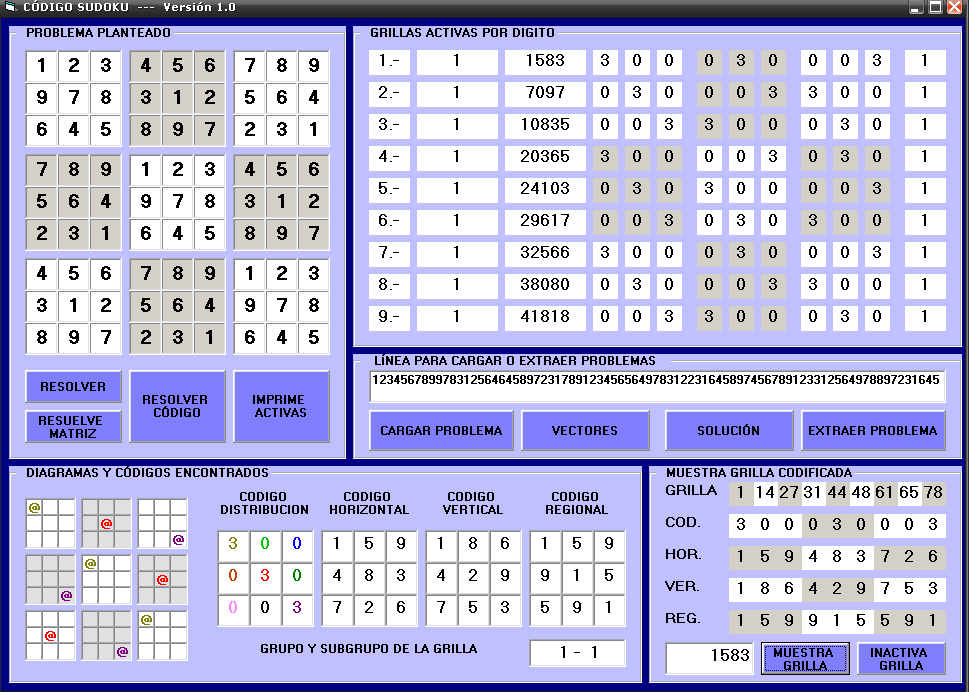 CÓDIGO SUDOKU --- Versión 1.0
PROBLEMA PLANTEADO
1 2 3 4 5 6 7 8 9
9 7 8 3 1 2 5 6 4
6 4 5 8 9 7 2 3 1
7 8 9 1 2 3 4 5 6
5 6 4 9 7 8 3 1 2
2 3 1 6 4 5 8 9 7
4 5 6 7 8 9 1 2 3
3 1 2 5 6 4 9 7 8
8 9 7 2 3 1 6 4 5
RESOLVER
RESUELVE
MATRIZ
RESOLVER
CÓDIGO
IMPRIME
ACTIVAS
GRILLAS ACTIVAS POR DIGITO
1.- 1 1583 3 0 0 0 3 0 0 0 3 1
2.- 1 7097 0 3 0 0 0 3 3 0 0 1
3.- 1 10835 0 0 3 3 0 0 0 3 0 1
4.- 1 20365 3 0 0 0 0 3 0 3 0 1
5.- 1 24103 0 3 0 3 0 0 0 0 3 1
6.- 1 29617 0 0 3 0 3 0 3 0 0 1
7.- 1 32566 3 0 0 0 3 0 0 0 3 1
8.- 1 38080 0 3 0 0 0 3 3 0 0 1
9.- 1 41818 0 0 3 3 0 0 0 3 0 1
LÍNEA PARA CARGAR O EXTRAER PROBLEMAS
123456789978312564645897231789123456564978312231645897456789123312564978897231645
CARGAR PROBLEMA
VECTORES
SOLUCIÓN
EXTRAER PROBLEMA
DIAGRAMAS Y CÓDIGOS ENCONTRADOS
@ @ @
@ @ @
@ @ @
CODIGO
DISTRIBUCION
3 0 0
0 3 0
0 0 3
CODIGO
HORIZONTAL
1 5 9
4 8 3
7 2 6
CODIGO
VERTICAL
1 8 6
4 2 9
7 5 3
CODIGO
REGIONAL
1 5 9
9 1 5
5 9 1
GRUPO Y SUBGRUPO DE LA GRILLA
1 - 1
MUESTRA GRILLA CODIFICADA
GRILLA 1 14 27 31 44 48 61 65 78
COD. 3 0 0 0 3 0 0 0 3
HOR. 1 5 9 4 8 3 7 2 6
VER. 1 8 6 4 2 9 7 5 3
REG. 1 5 9 9 1 5 5 9 1
1583
MUESTRA
GRILLA
INACTIVA
GRILLA